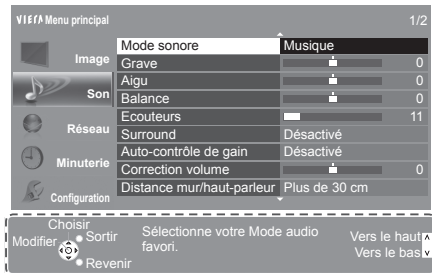 VIErA Menu principal 1/2
Image
Son
Réseau
Minuterie
Configuration
Mode sonore Musique
Grave 0
Aigu 0
Balance 0
Ecouteurs 11
Surround Désactivé
Auto-contrôle de gain Désactivé
Correction volume 0
Distance mur/haut-parleur Plus de 30 cm
Choisir
Modifier
Sortir
Revenir
Sélectionne votre Mode audio
favori.
Vers le haut
Vers le bas